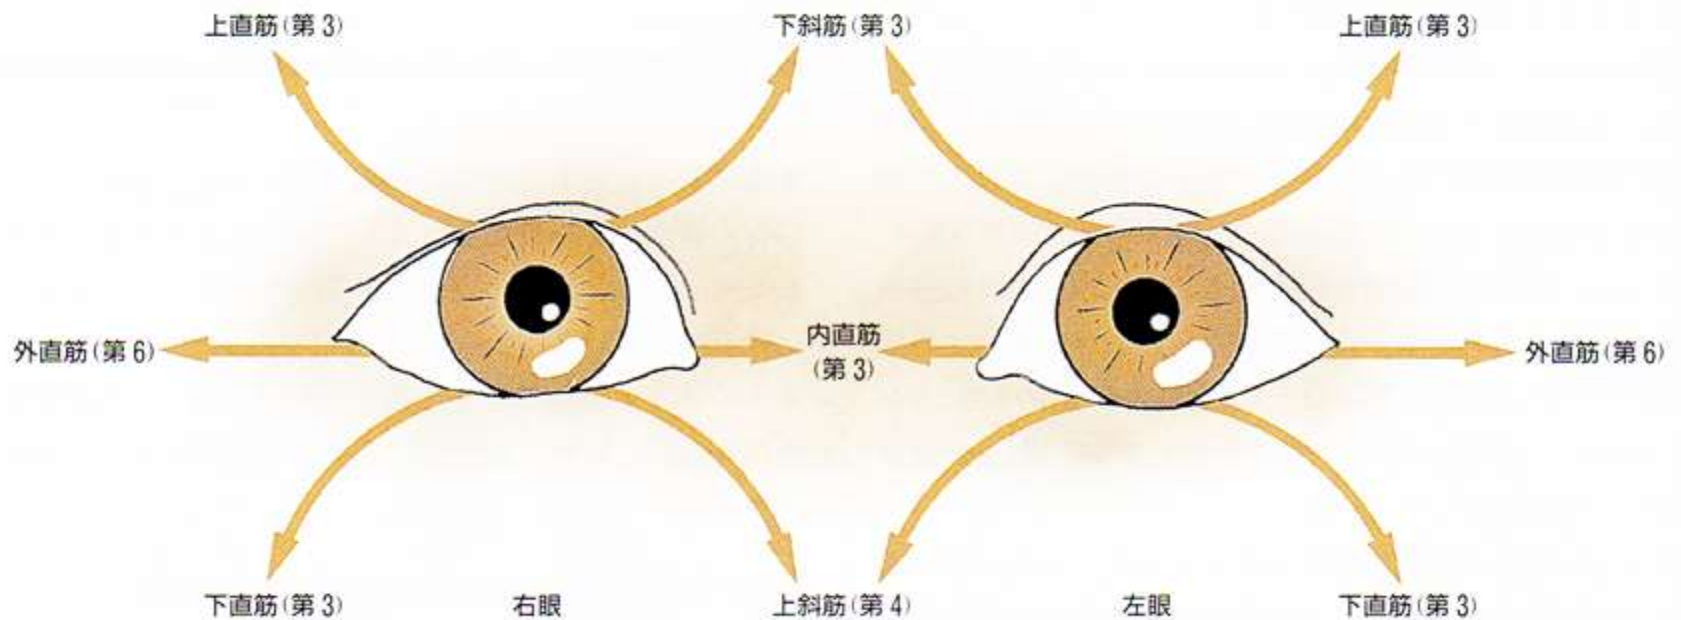 上直筋(第3)
下斜筋(第3)
上直筋(第3)
外直筋(第6)
内直筋
(第3)
外直筋(第6)
下直筋(第3)
右眼
上斜筋(第4)
左眼
下直筋(第3)